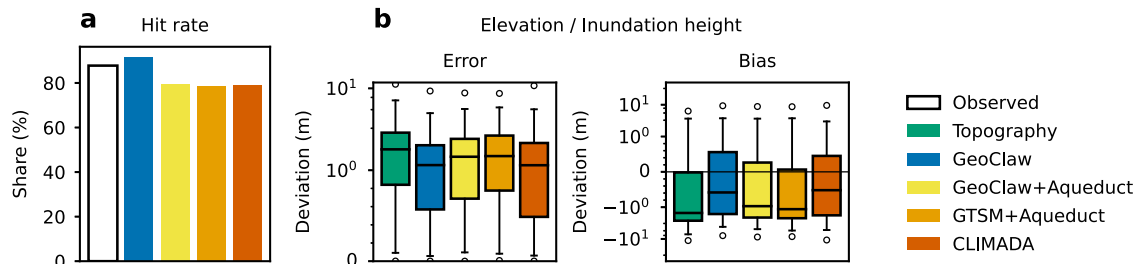 a
Hit rate
Share (%)
80
60
40
20
0
b
Elevation / Inundation height
Error
Deviation (m)
10¹
10⁰
0
Bias
Deviation (m)
10¹
10⁰
0
−10⁰
−10¹
Observed
Topography
GeoClaw
GeoClaw+Aqueduct
GTSM+Aqueduct
CLIMADA